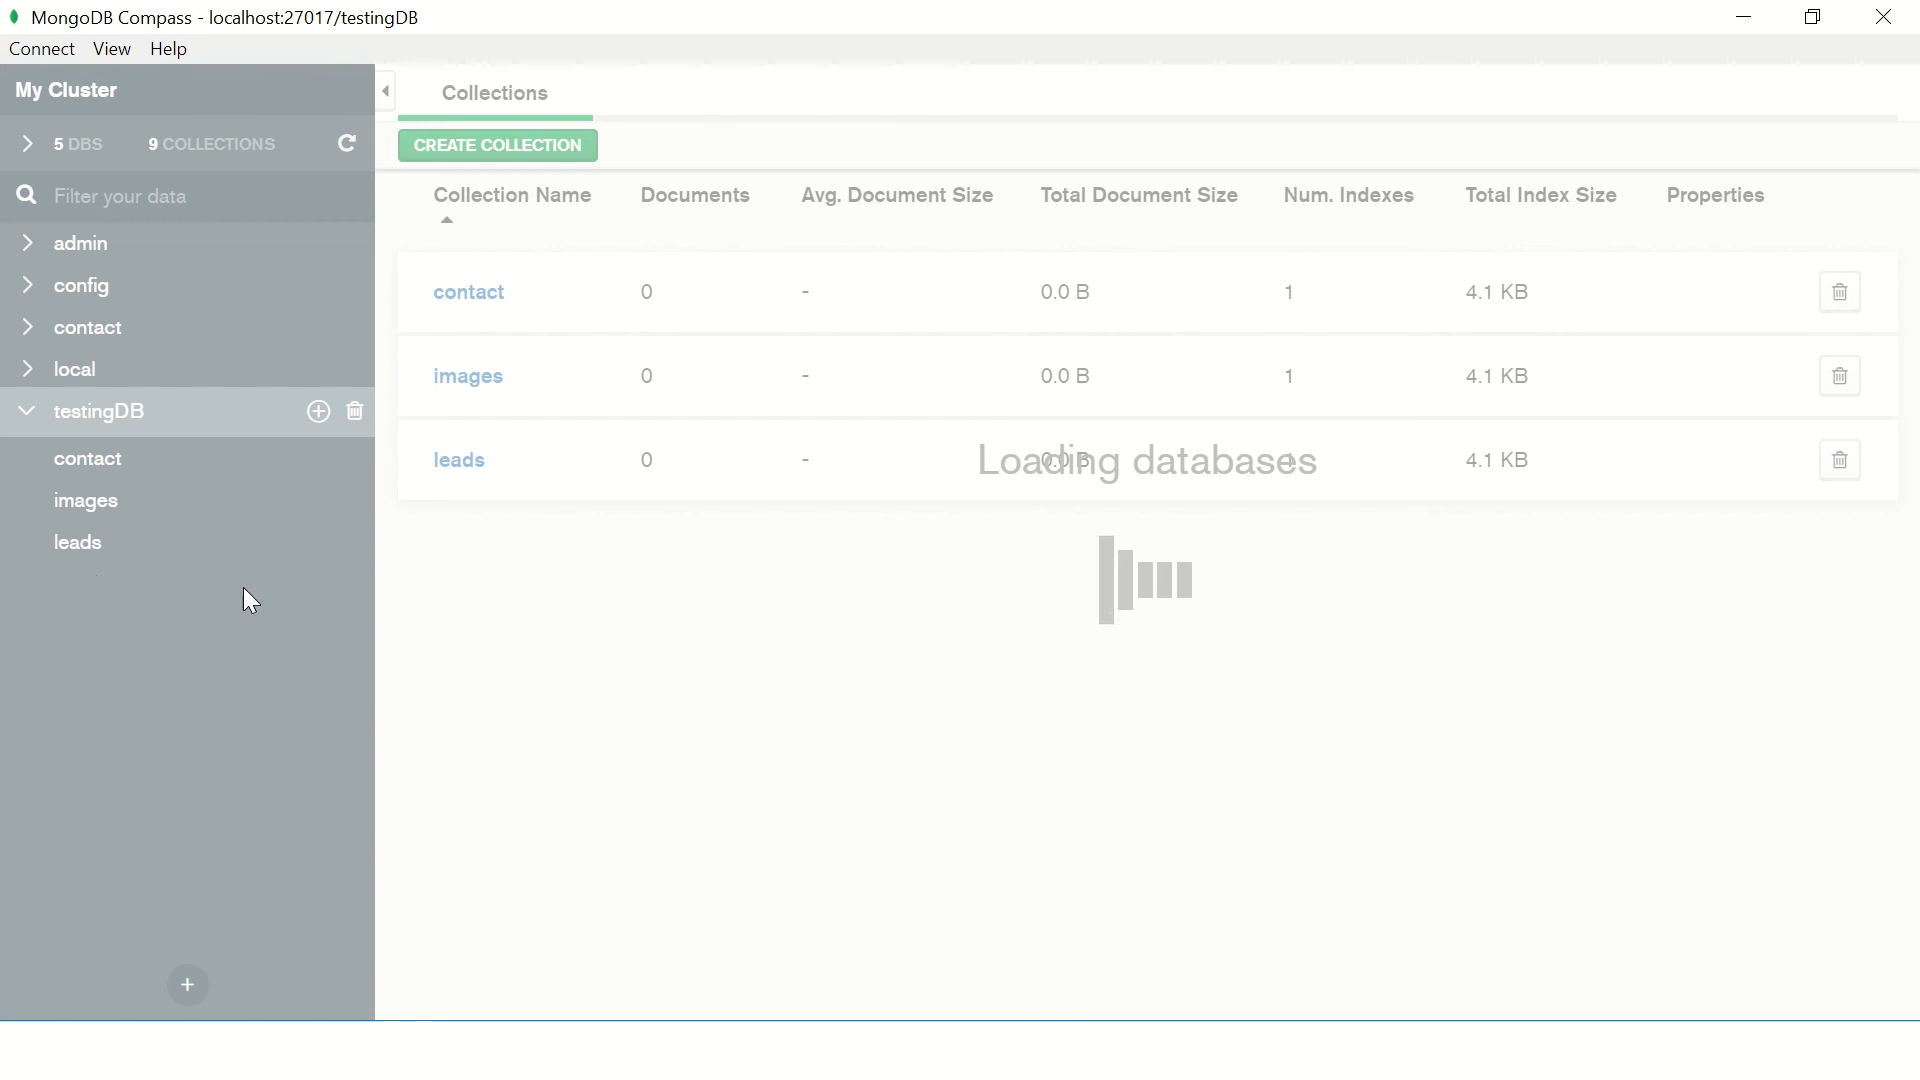 MongoDB Compass - localhost:27017/testingDB
Connect View Help
My Cluster
5 DBS 9 COLLECTIONS
Filter your data
admin
config
contact
local
testingDB
contact
images
leads
+
Collections
CREATE COLLECTION
Collection Name Documents Avg. Document Size Total Document Size Num. Indexes Total Index Size Properties
contact 0 - 0.0 B 1 4.1 KB
images 0 - 0.0 B 1 4.1 KB
leads 0 - 0.0 B 1 4.1 KB
Loading databases